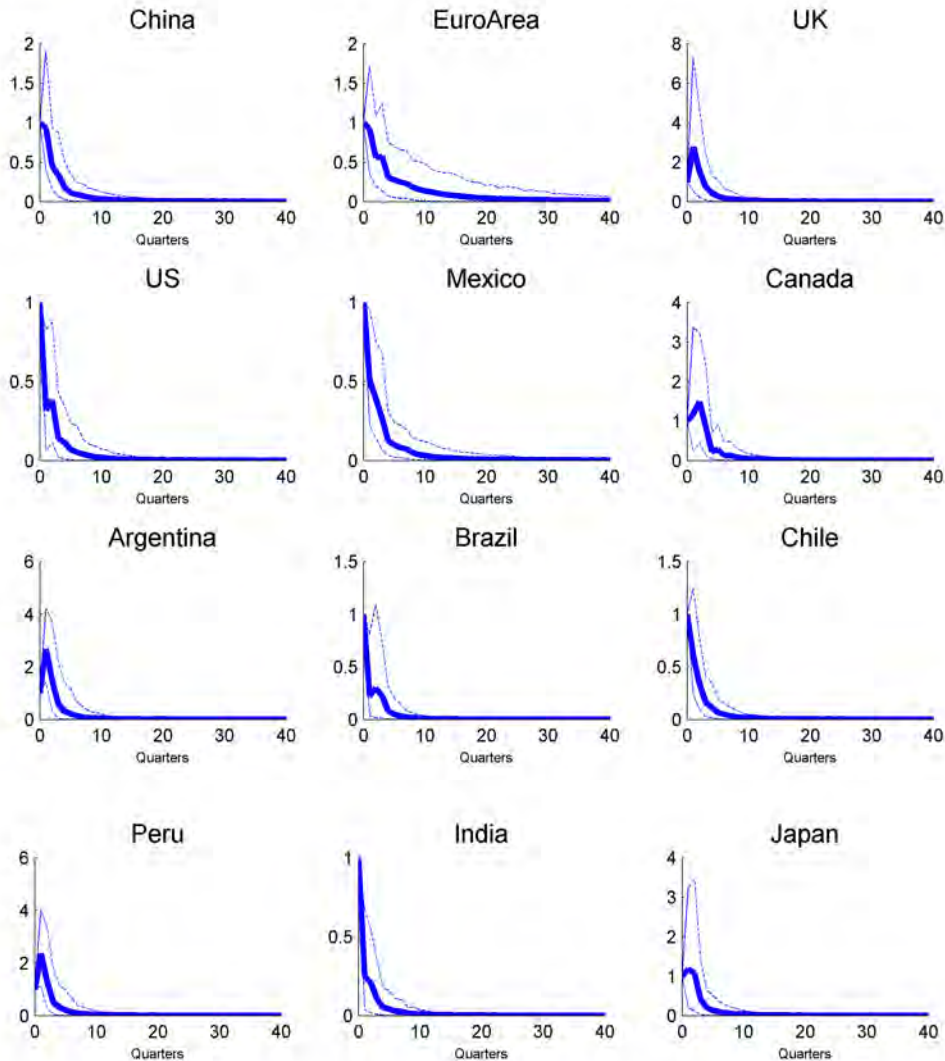 China EuroArea UK
2 2 8
1.5 1.5 6
1 1 4
0.5 0.5 2
0 0 0
0 10 20 30 40 0 10 20 30 40 0 10 20 30 40
Quarters Quarters Quarters
US Mexico Canada
1 1 4
3
0.5 0.5 2
1
0 0 0
0 10 20 30 40 0 10 20 30 40 0 10 20 30 40
Quarters Quarters Quarters
Argentina Brazil Chile
6 1.5 1.5
4 1 1
2 0.5 0.5
0 0 0
0 10 20 30 40 0 10 20 30 40 0 10 20 30 40
Quarters Quarters Quarters
Peru India Japan
6 1 4
4 3
0.5 2
2 1
0 0 0
0 10 20 30 40 0 10 20 30 40 0 10 20 30 40
Quarters Quarters Quarters